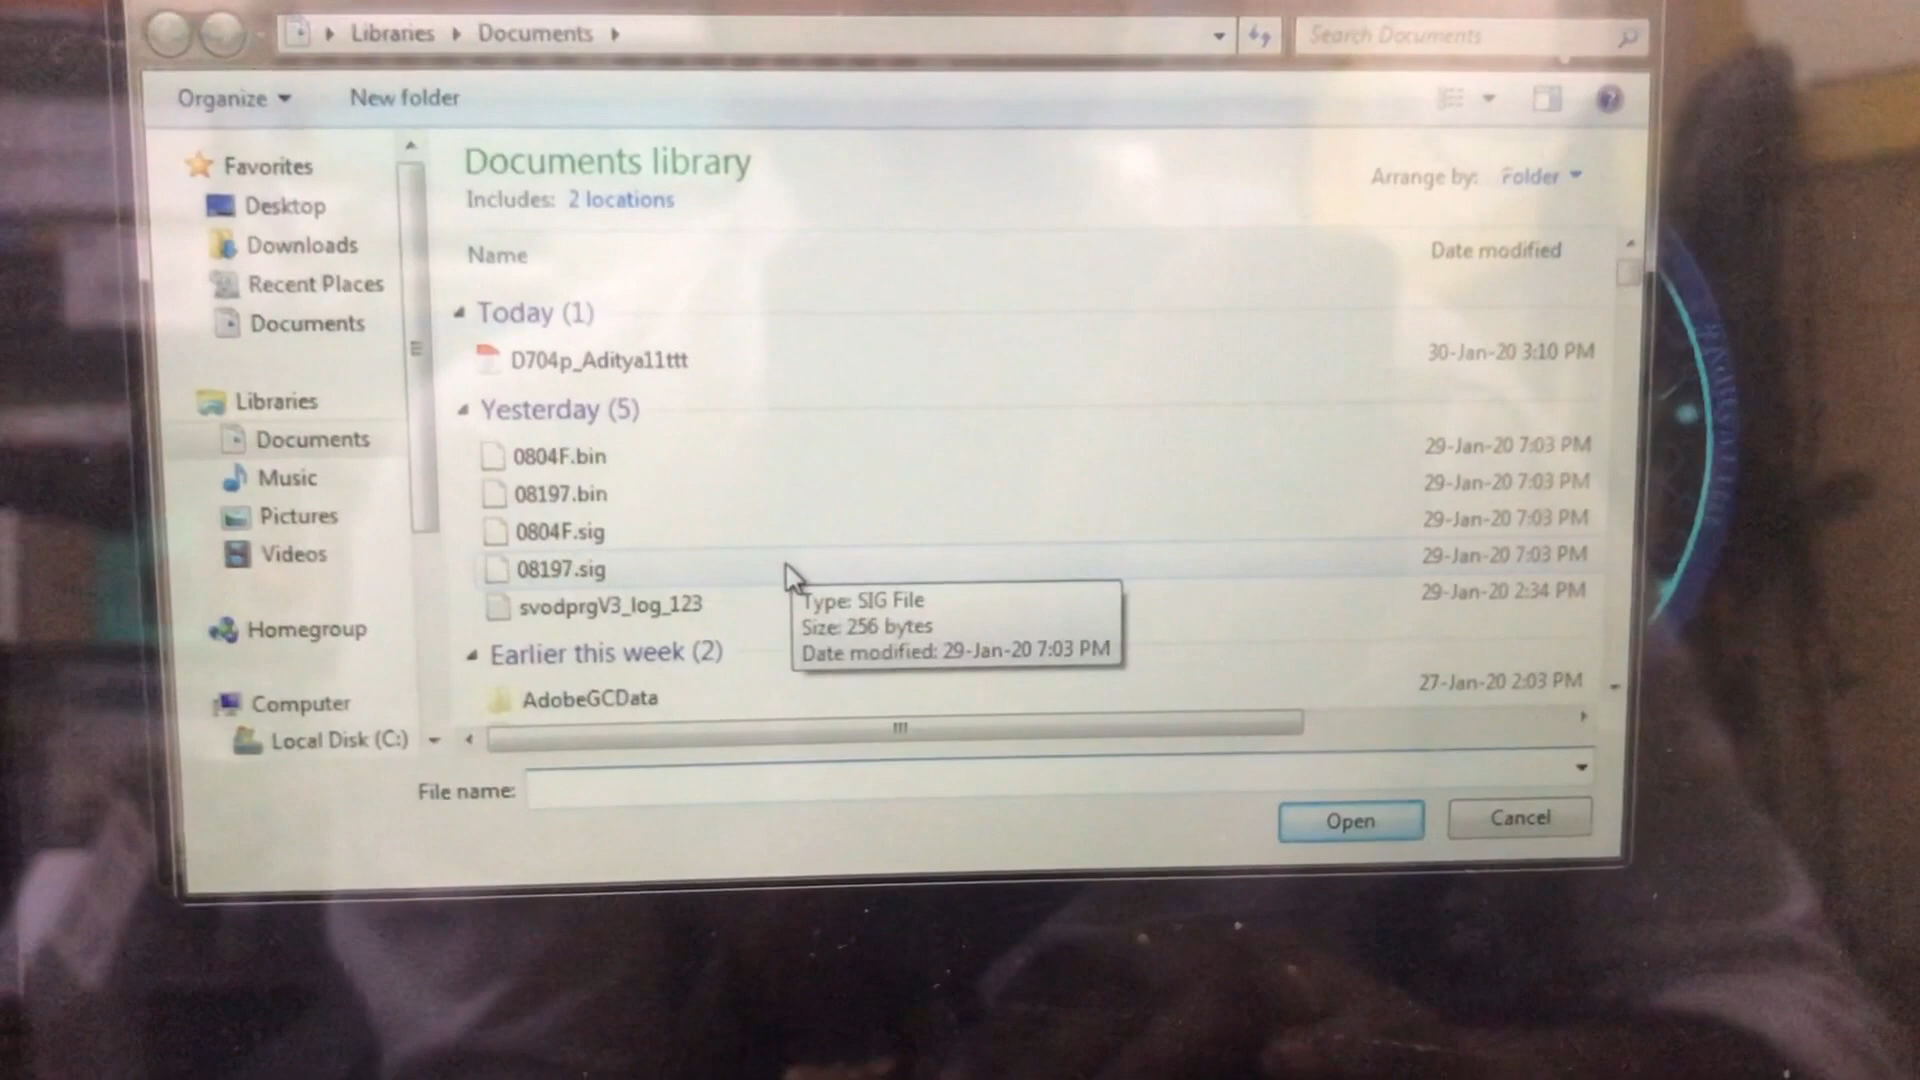 Libraries Documents
Search Documents
Organize New folder
Documents library
Includes: 2 locations
Arrange by: Folder
Name Date modified
Favorites
Desktop
Downloads
Recent Places
Documents
Libraries
Documents
Music
Pictures
Videos
Homegroup
Computer
Local Disk (C:)
Today (1)
D704p_Aditya11ttt 30-Jan-20 3:10 PM
Yesterday (5)
0804F.bin 29-Jan-20 7:03 PM
08197.bin 29-Jan-20 7:03 PM
0804F.sig 29-Jan-20 7:03 PM
08197.sig 29-Jan-20 7:03 PM
svodprgV3_log_123 29-Jan-20 2:34 PM
Type: SIG File
Size: 256 bytes
Date modified: 29-Jan-20 7:03 PM
Earlier this week (2)
AdobeGCData 27-Jan-20 2:03 PM
File name:
Open Cancel